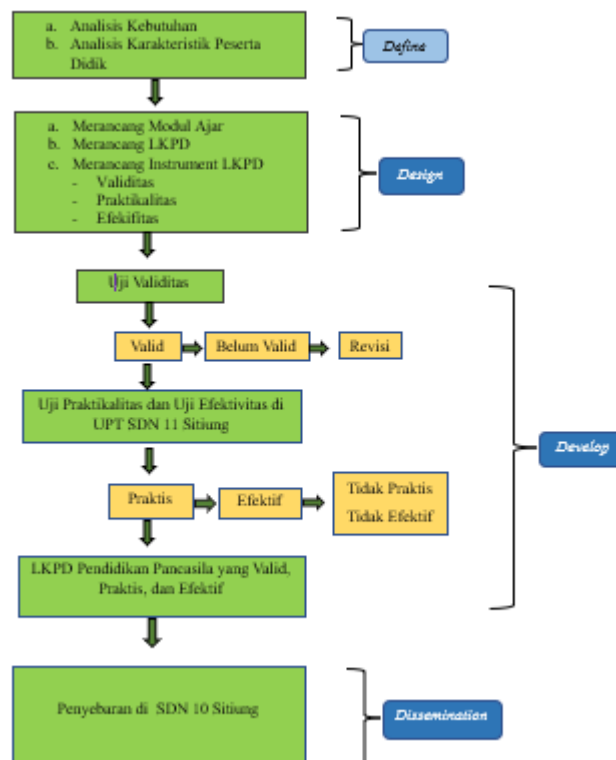 a. Analisis Kebutuhan
b. Analisis Karakteristik Peserta
Didik
Define
a. Merancang Modul Ajar
b. Merancang LKPD
c. Merancang Instrument LKPD
- Validitas
- Praktikalitas
- Efekifitas
Design
Uji Validitas
Valid
Belum Valid
Revisi
Uji Praktikalitas dan Uji Efektivitas di
UPT SDN 11 Sitiung
Develop
Praktis
Efektif
Tidak Praktis
Tidak Efektif
LKPD Pendidikan Pancasila yang Valid,
Praktis, dan Efektif
Penyebaran di SDN 10 Sitiung
Dissemination